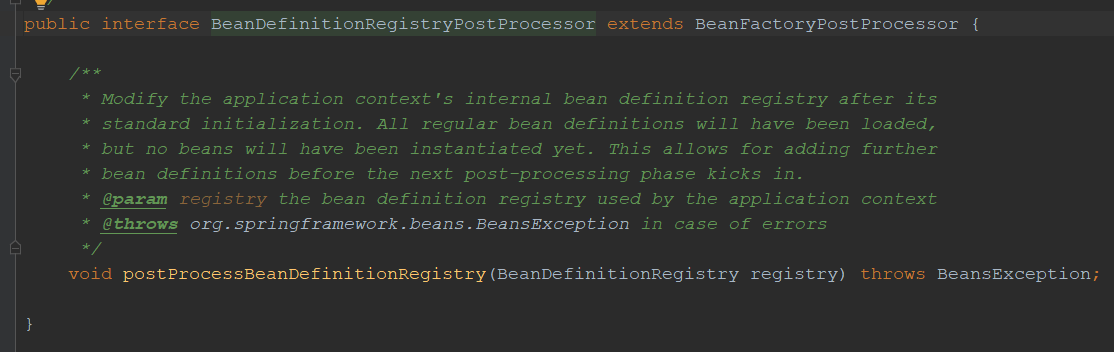 public interface BeanDefinitionRegistryPostProcessor extends BeanFactoryPostProcessor {
/**
* Modify the application context's internal bean definition registry after its
* standard initialization. All regular bean definitions will have been loaded,
* but no beans will have been instantiated yet. This allows for adding further
* bean definitions before the next post-processing phase kicks in.
* @param registry the bean definition registry used by the application context
* @throws org.springframework.beans.BeansException in case of errors
*/
void postProcessBeanDefinitionRegistry(BeanDefinitionRegistry registry) throws BeansException;
}